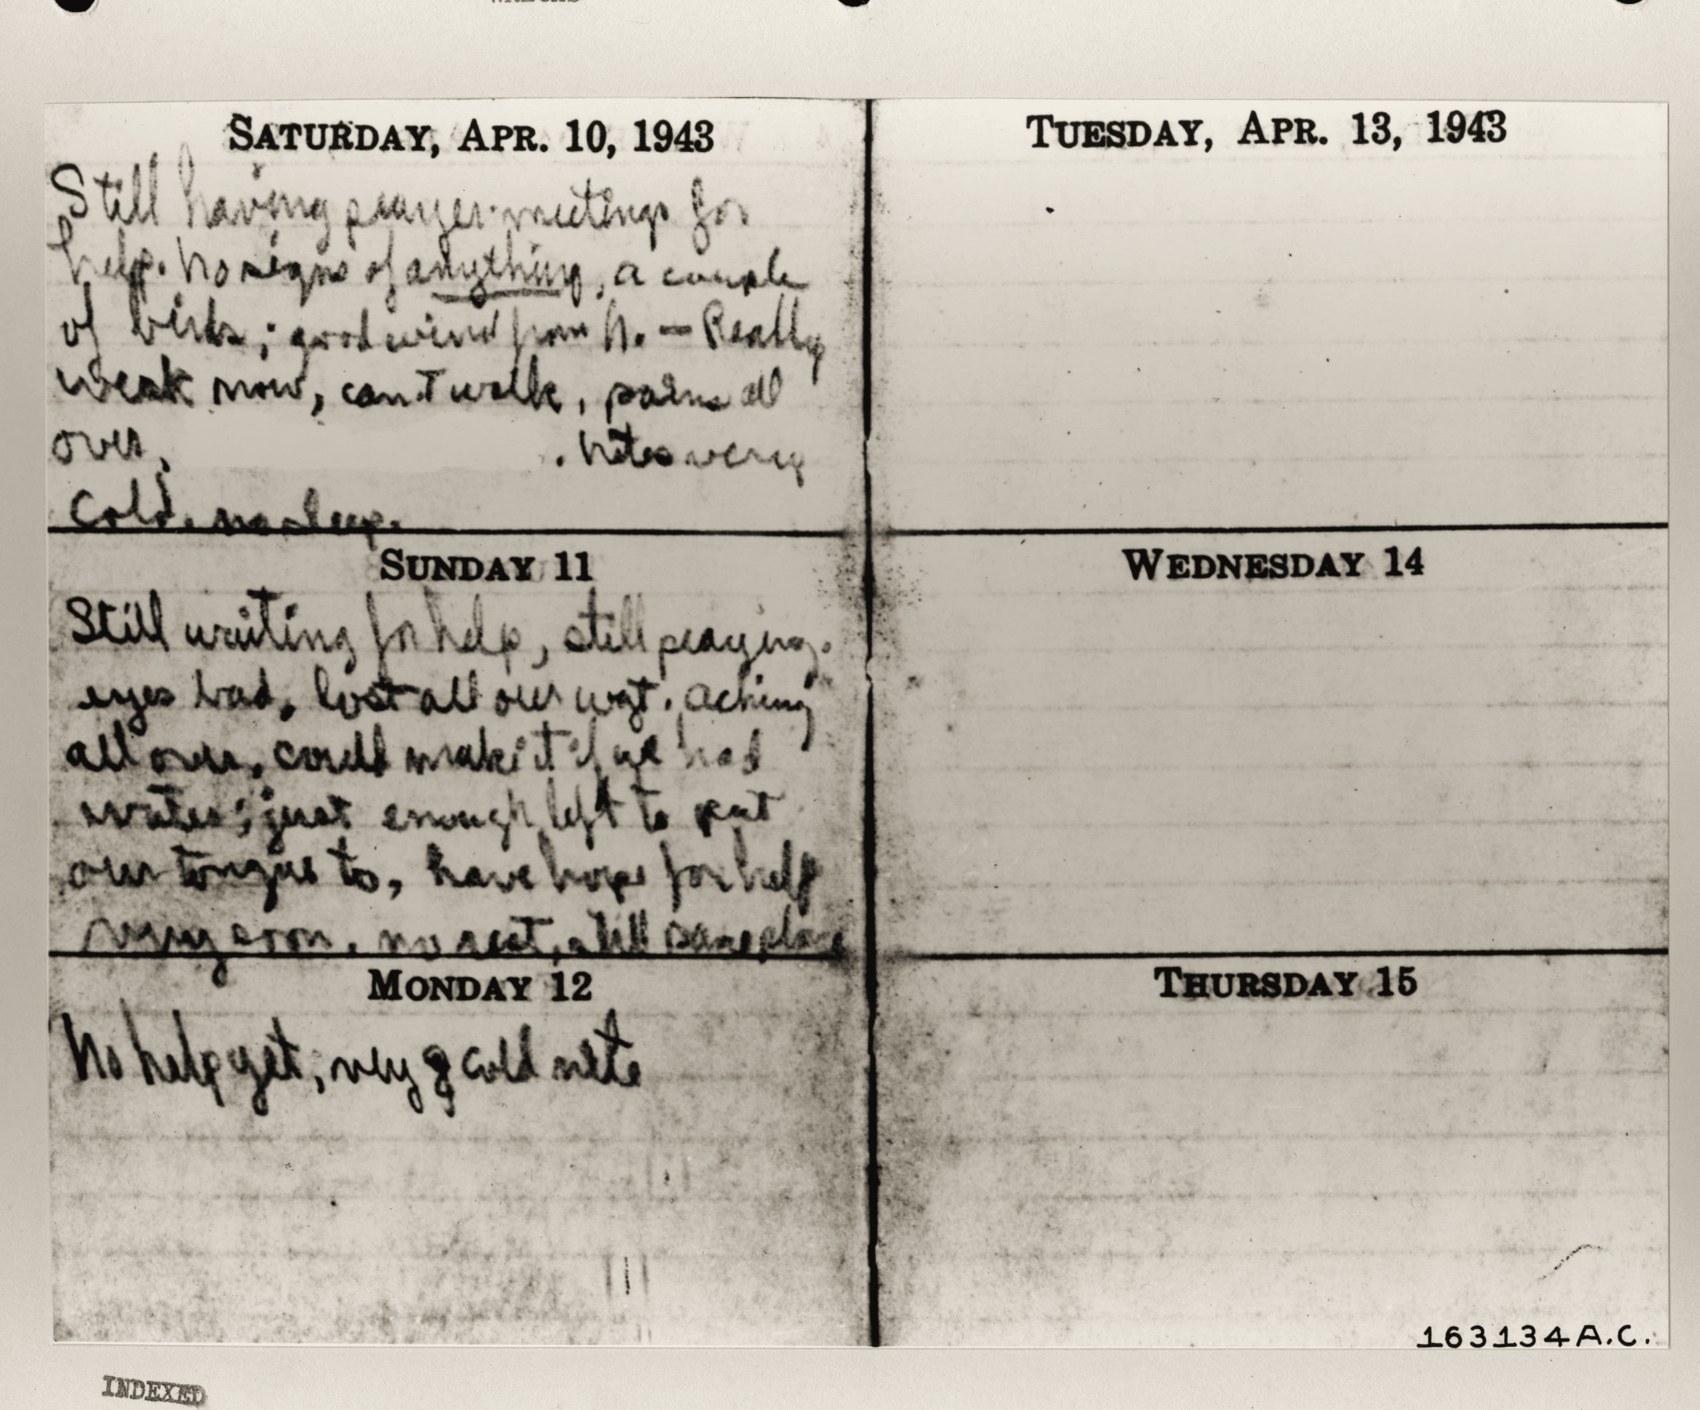 SATURDAY, APR. 10, 1943
Still having prayer meetings for
help. No signs of anything, a couple
of birds; good wind from N. — Really
weak now, can't walk, pains all
over, . Nites very
Cold. no sleep.
SUNDAY 11
Still waiting for help, still praying.
eyes bad, lost all our wgt. aching
all over, could make it if we had
water; just enough left to put
our tongue to, have hope for help
very soon, no rest, still same place
MONDAY 12
No help yet, very cold nite
TUESDAY, APR. 13, 1943
WEDNESDAY 14
THURSDAY 15
163134 A.C.
INDEXED